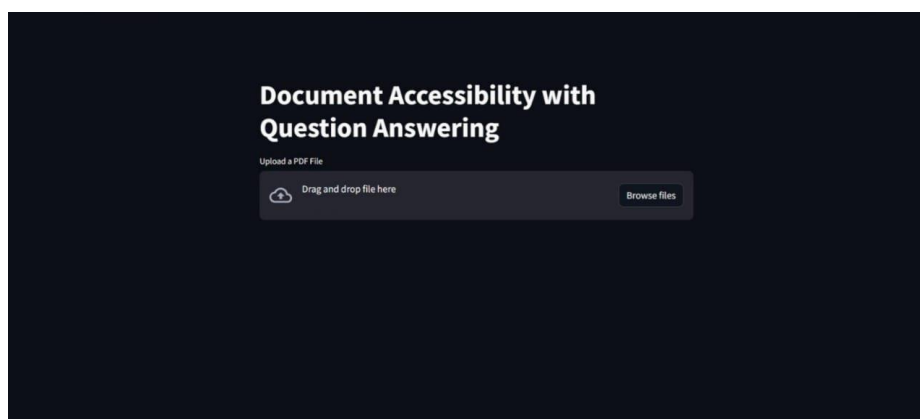 Document Accessibility with
Question Answering
Upload a PDF File
Drag and drop file here
Browse files